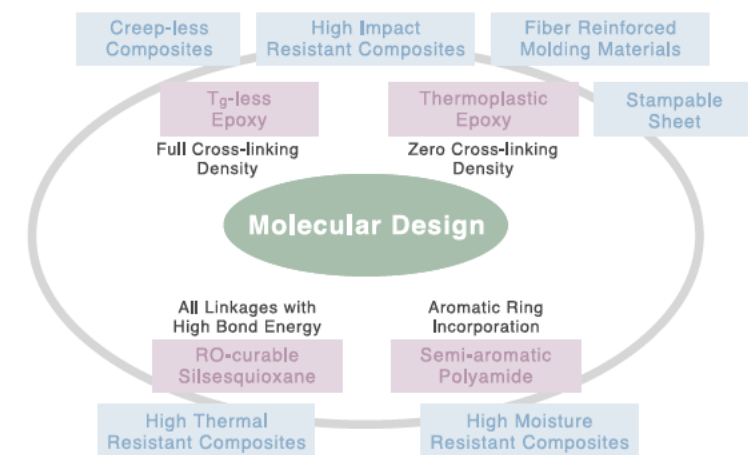 Creep-less
Composites
High Impact
Resistant Composites
Fiber Reinforced
Molding Materials
Tg-less
Epoxy
Thermoplastic
Epoxy
Stampable
Sheet
Full Cross-linking
Density
Zero Cross-linking
Density
Molecular Design
All Linkages with
High Bond Energy
Aromatic Ring
Incorporation
RO-curable
Silsesquioxane
Semi-aromatic
Polyamide
High Thermal
Resistant Composites
High Moisture
Resistant Composites